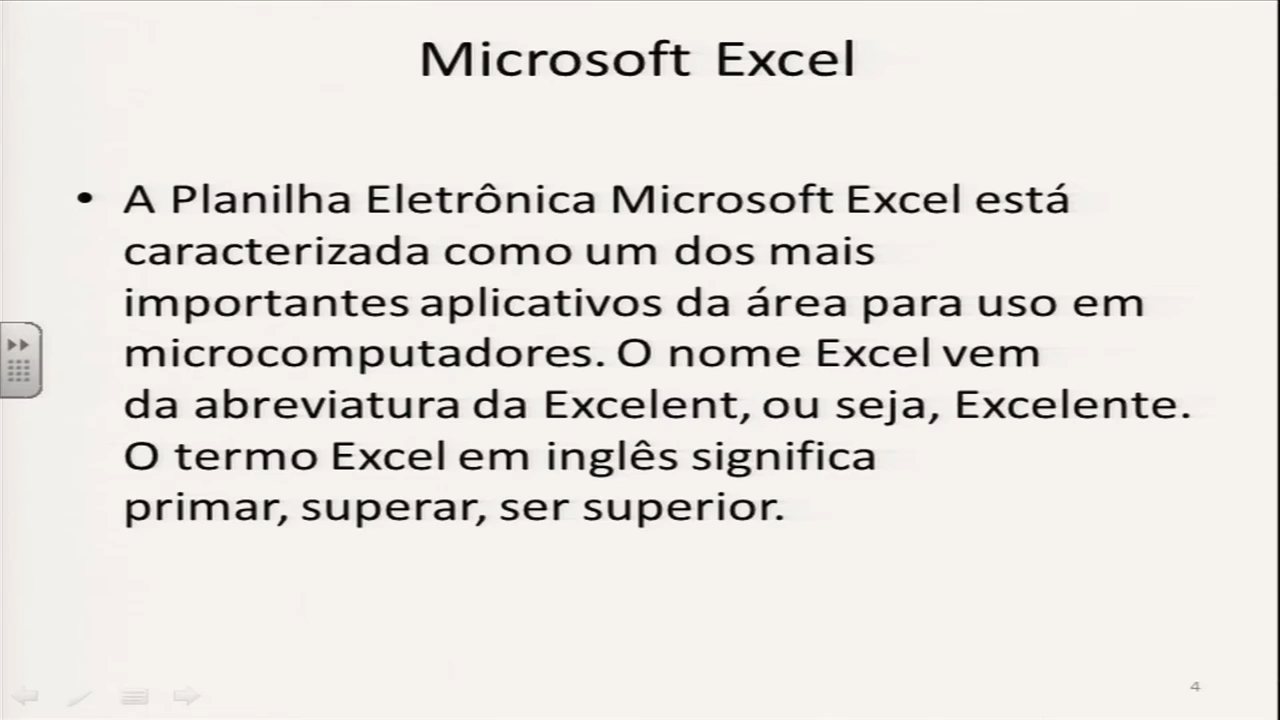 Microsoft Excel
• A Planilha Eletrônica Microsoft Excel está
caracterizada como um dos mais
importantes aplicativos da área para uso em
microcomputadores. O nome Excel vem
da abreviatura da Excelent, ou seja, Excelente.
O termo Excel em inglês significa
primar, superar, ser superior.
4